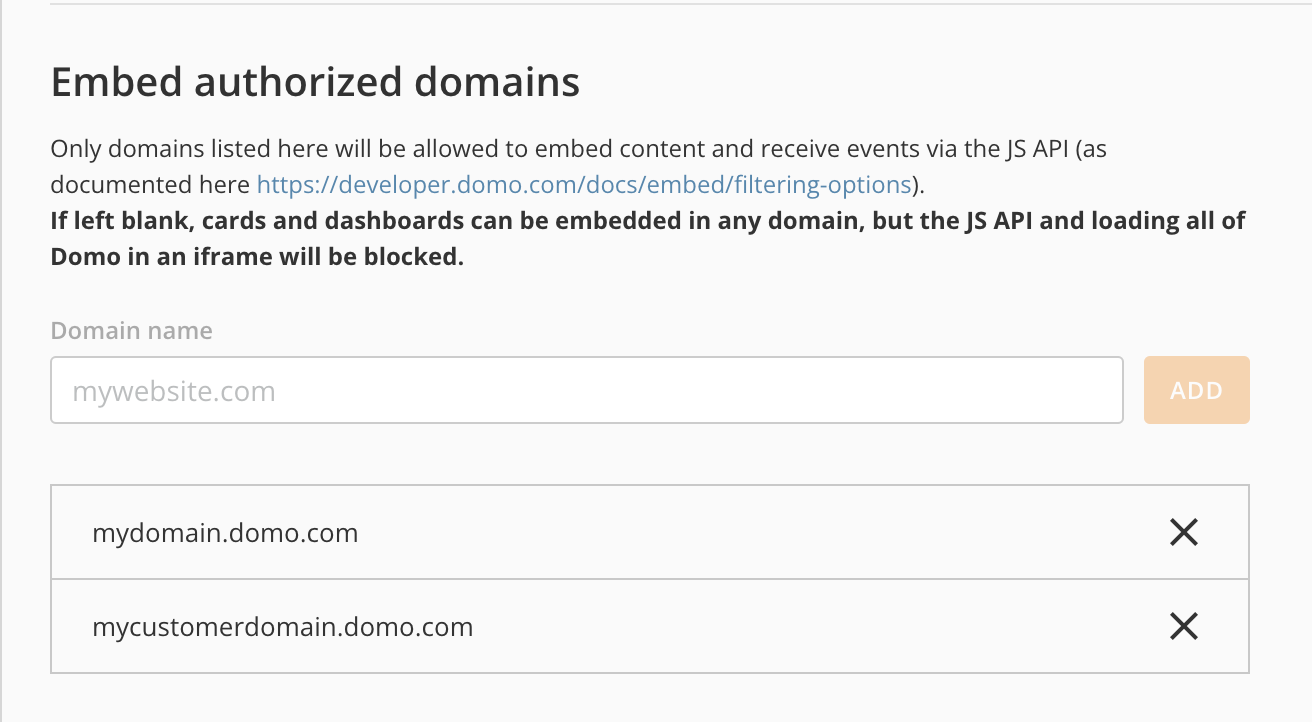 Embed authorized domains
Only domains listed here will be allowed to embed content and receive events via the JS API (as
documented here https://developer.domo.com/docs/embed/filtering-options).
If left blank, cards and dashboards can be embedded in any domain, but the JS API and loading all of
Domo in an iframe will be blocked.
Domain name
mywebsite.com
ADD
mydomain.domo.com
mycustomerdomain.domo.com